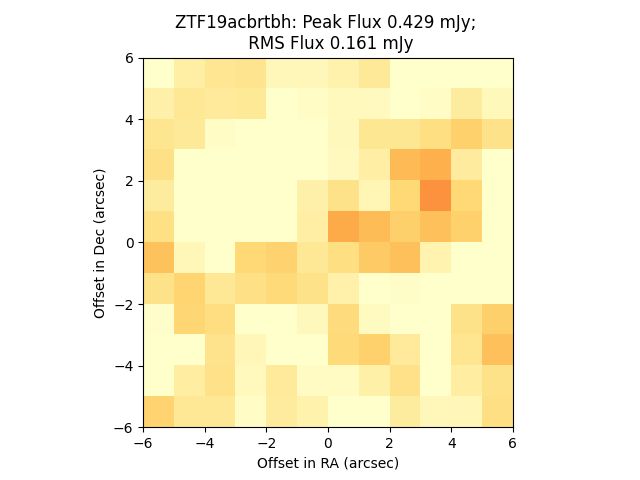 ZTF19acbrtbh: Peak Flux 0.429 mJy;
RMS Flux 0.161 mJy
6
4
2
0
−2
−4
−6
Offset in Dec (arcsec)
−6 −4 −2 0 2 4 6
Offset in RA (arcsec)